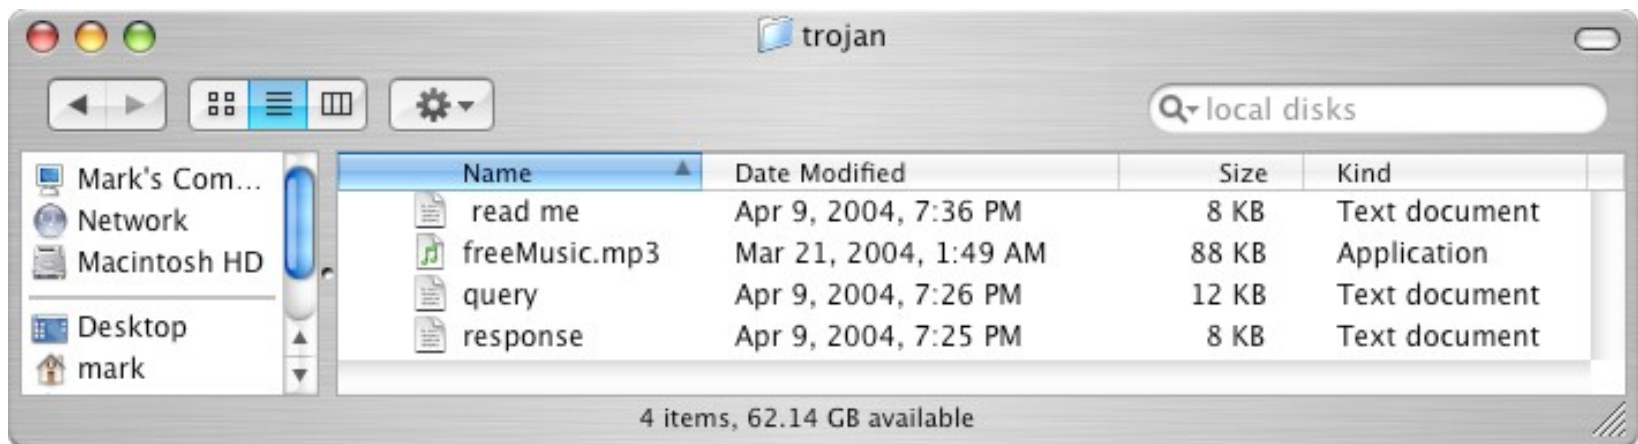 trojan
local disks
Mark's Com...
Network
Macintosh HD
Desktop
mark
Name Date Modified Size Kind
read me Apr 9, 2004, 7:36 PM 8 KB Text document
freeMusic.mp3 Mar 21, 2004, 1:49 AM 88 KB Application
query Apr 9, 2004, 7:26 PM 12 KB Text document
response Apr 9, 2004, 7:25 PM 8 KB Text document
4 items, 62.14 GB available